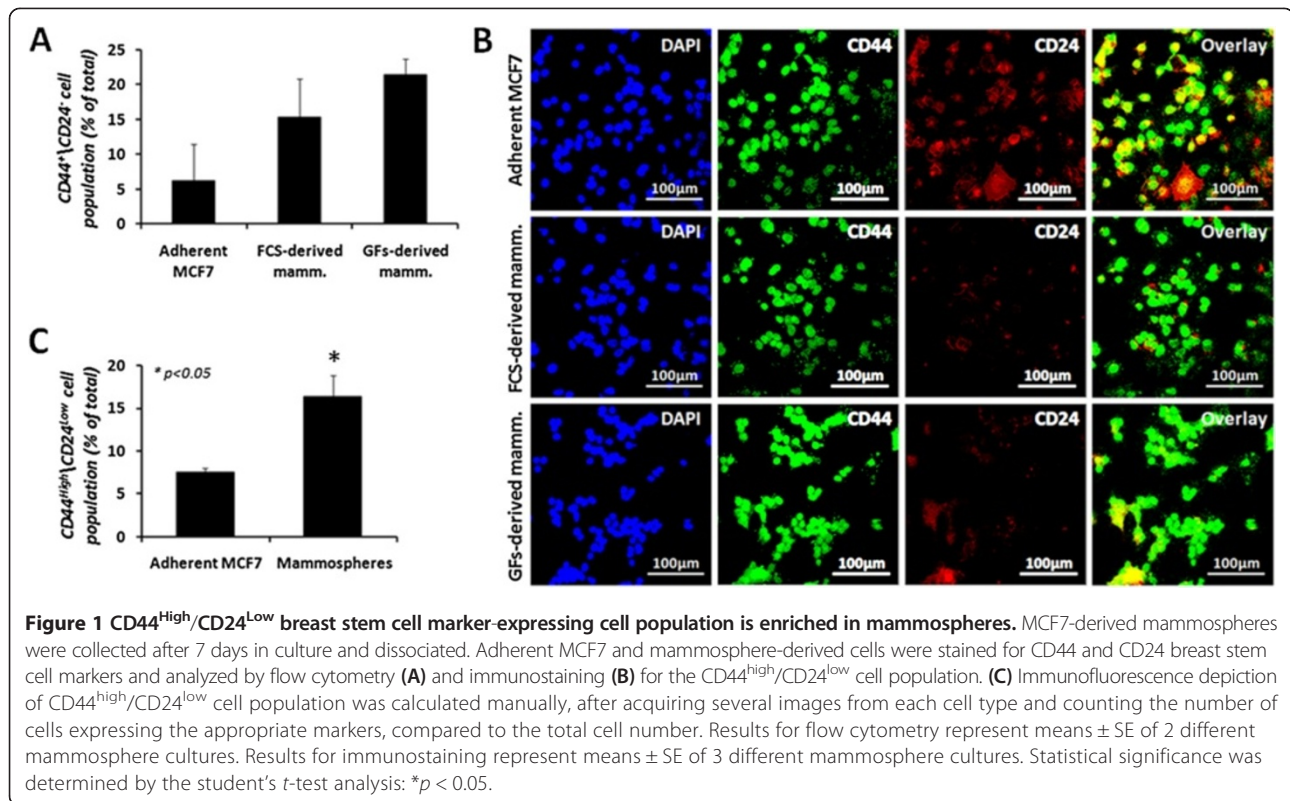 A
CD44⁺\CD24⁻ cell
population (% of total)
25
20
15
10
5
0
Adherent
MCF7
FCS-derived
mamm.
GFs-derived
mamm.
B
Adherent MCF7
DAPI
CD44
CD24
Overlay
100µm
100µm
100µm
100µm
FCS-derived mamm.
DAPI
CD44
CD24
Overlay
100µm
100µm
100µm
100µm
GFs-derived mamm.
DAPI
CD44
CD24
Overlay
100µm
100µm
100µm
100µm
C
CD44ᴴⁱᵍʰ\CD24ᴸᵒʷ cell
population (% of total)
20
15
10
5
0
* p<0.05
*
Adherent MCF7
Mammospheres
Figure 1 CD44ᴴⁱᵍʰ/CD24ᴸᵒʷ breast stem cell marker-expressing cell population is enriched in mammospheres. MCF7-derived mammospheres
were collected after 7 days in culture and dissociated. Adherent MCF7 and mammosphere-derived cells were stained for CD44 and CD24 breast stem
cell markers and analyzed by flow cytometry (A) and immunostaining (B) for the CD44ʰⁱᵍʰ/CD24ˡᵒʷ cell population. (C) Immunofluorescence depiction
of CD44ʰⁱᵍʰ/CD24ˡᵒʷ cell population was calculated manually, after acquiring several images from each cell type and counting the number of
cells expressing the appropriate markers, compared to the total cell number. Results for flow cytometry represent means ± SE of 2 different
mammosphere cultures. Results for immunostaining represent means ± SE of 3 different mammosphere cultures. Statistical significance was
determined by the student's t-test analysis: *p < 0.05.